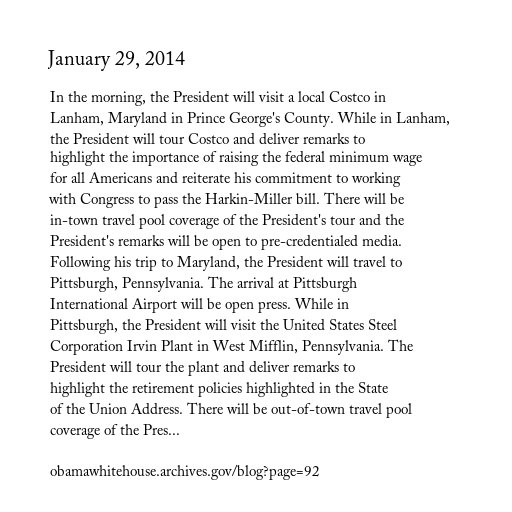 January 29, 2014
In the morning, the President will visit a local Costco in
Lanham, Maryland in Prince George's County. While in Lanham,
the President will tour Costco and deliver remarks to
highlight the importance of raising the federal minimum wage
for all Americans and reiterate his commitment to working
with Congress to pass the Harkin-Miller bill. There will be
in-town travel pool coverage of the President's tour and the
President's remarks will be open to pre-credentialed media.
Following his trip to Maryland, the President will travel to
Pittsburgh, Pennsylvania. The arrival at Pittsburgh
International Airport will be open press. While in
Pittsburgh, the President will visit the United States Steel
Corporation Irvin Plant in West Mifflin, Pennsylvania. The
President will tour the plant and deliver remarks to
highlight the retirement policies highlighted in the State
of the Union Address. There will be out-of-town travel pool
coverage of the Pres...
obamawhitehouse.archives.gov/blog?page=92